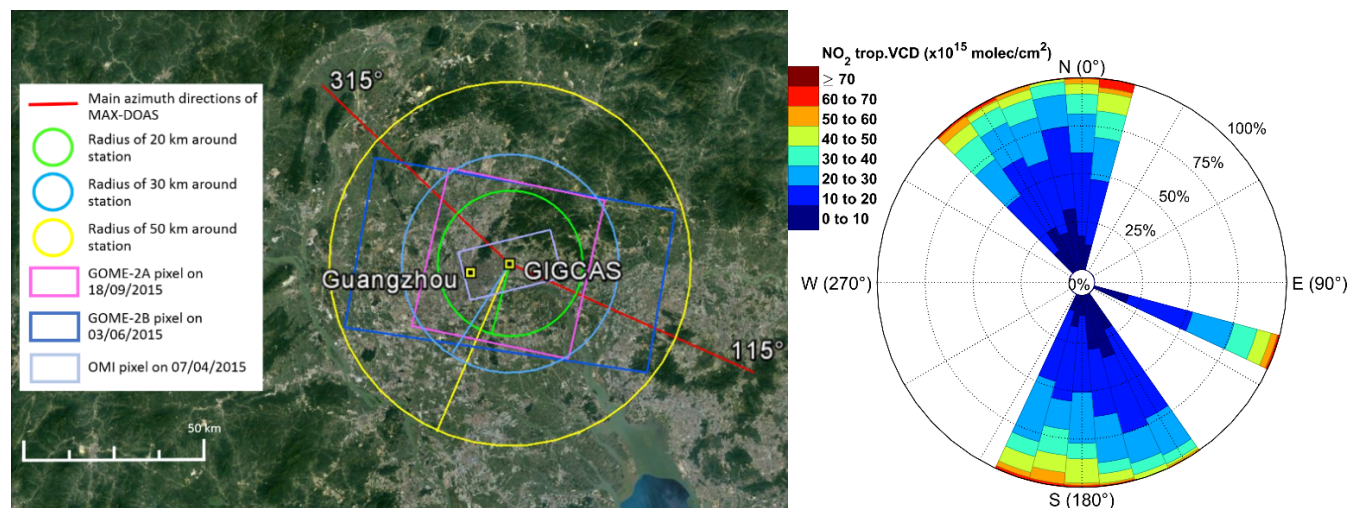 315°
Main azimuth directions of
MAX-DOAS
Radius of 20 km around
station
Radius of 30 km around
station
Radius of 50 km around
station
GOME-2A pixel on
18/09/2015
GOME-2B pixel on
03/06/2015
OMI pixel on 07/04/2015
50 km
Guangzhou
GIGCAS
115°
NO2 trop.VCD (x10^15 molec/cm^2)
≥ 70
60 to 70
50 to 60
40 to 50
30 to 40
20 to 30
10 to 20
0 to 10
N (0°)
100%
75%
50%
25%
0%
W (270°)
E (90°)
S (180°)